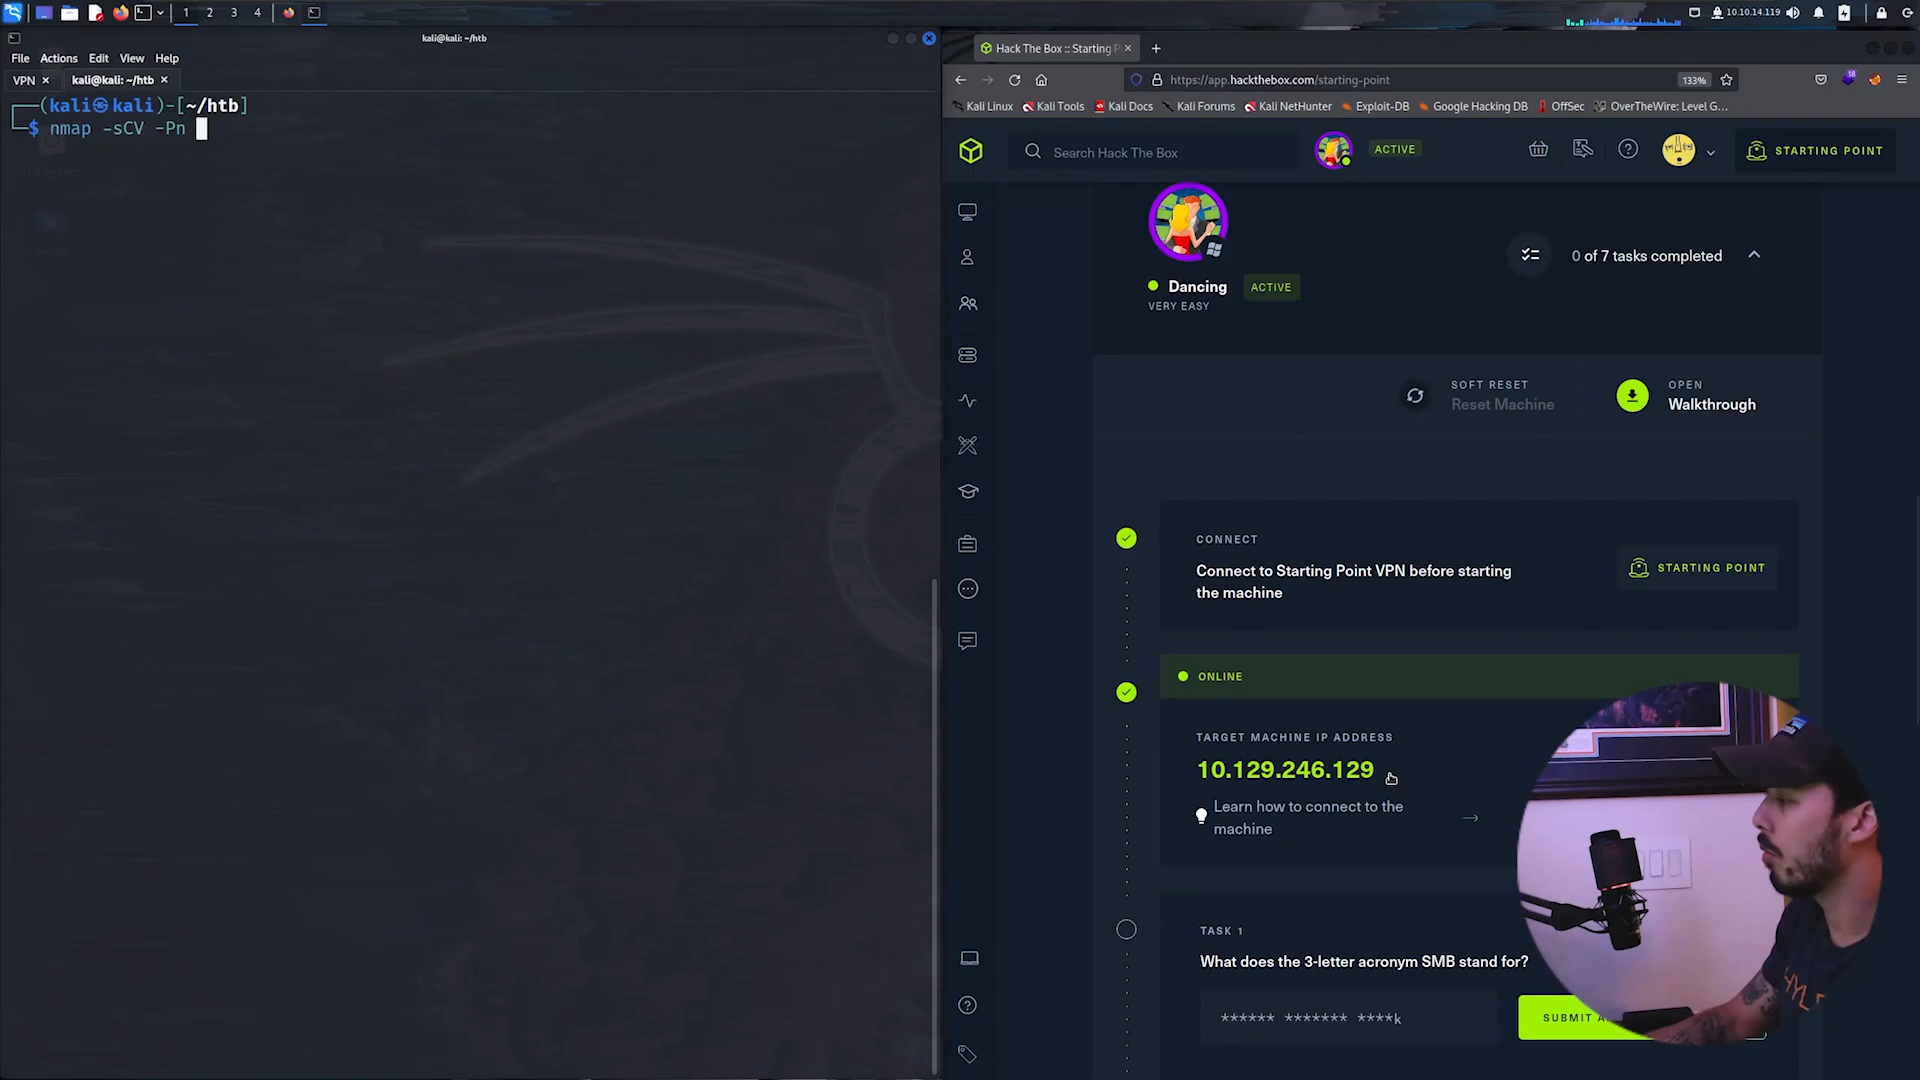 1 2 3 4
10.10.14.119
kali@kali: ~/htb
File Actions Edit View Help
VPN × kali@kali: ~/htb ×
┌──(kali㉿kali)-[~/htb]
└─$ nmap -sCV -Pn
Hack The Box :: Starting P × +
https://app.hackthebox.com/starting-point
133%
18
Kali Linux Kali Tools Kali Docs Kali Forums Kali NetHunter Exploit-DB Google Hacking DB OffSec OverTheWire: Level G…
Search Hack The Box
ACTIVE
STARTING POINT
0 of 7 tasks completed
Dancing ACTIVE
VERY EASY
SOFT RESET
Reset Machine
OPEN
Walkthrough
CONNECT
Connect to Starting Point VPN before starting
the machine
STARTING POINT
ONLINE
TARGET MACHINE IP ADDRESS
10.129.246.129
Learn how to connect to the
machine
TASK 1
What does the 3-letter acronym SMB stand for?
****** ******* ****k
SUBMIT A